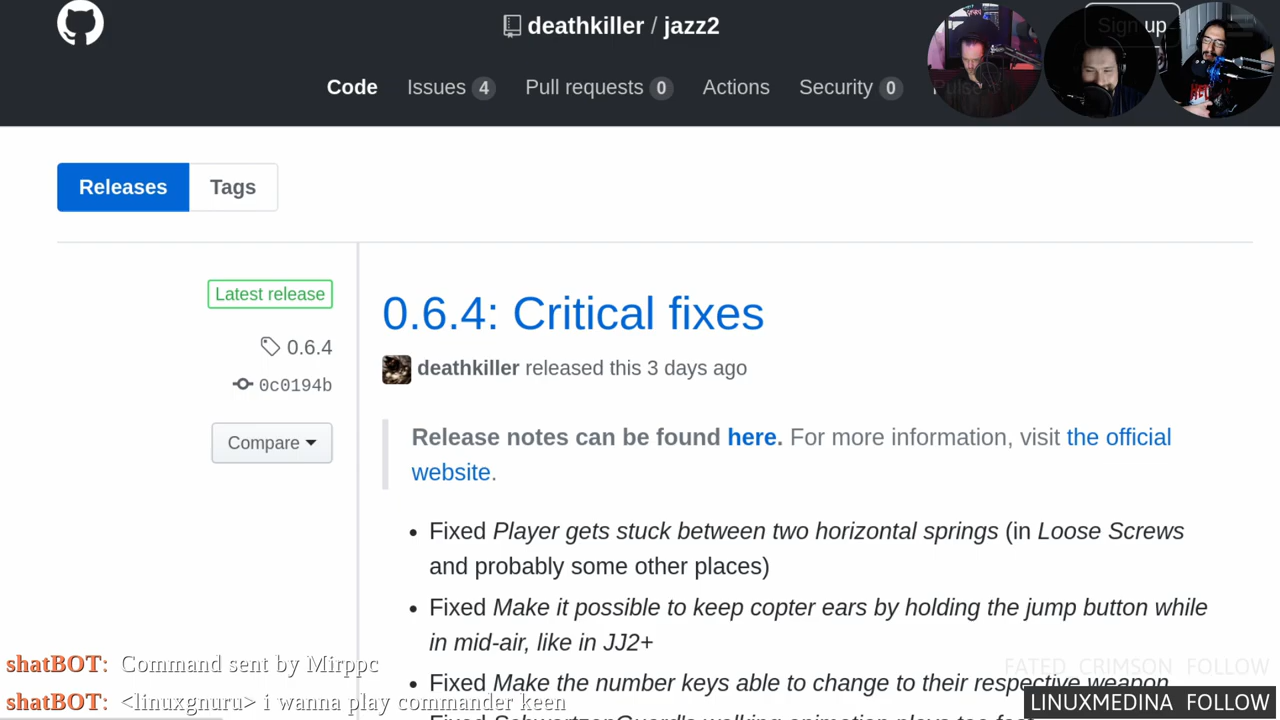 deathkiller / jazz2
Sign up
Code Issues 4 Pull requests 0 Actions Security 0 Pulse
Releases Tags
Latest release
0.6.4
0c0194b
Compare
0.6.4: Critical fixes
deathkiller released this 3 days ago
Release notes can be found here. For more information, visit the official
website.
• Fixed Player gets stuck between two horizontal springs (in Loose Screws
and probably some other places)
• Fixed Make it possible to keep copter ears by holding the jump button while
in mid-air, like in JJ2+
• Fixed Make the number keys able to change to their respective weapon
shatBOT: Command sent by Mirppc
shatBOT: <linuxgnuru> i wanna play commander keen
FATED_CRIMSON FOLLOW
LINUXMEDINA FOLLOW